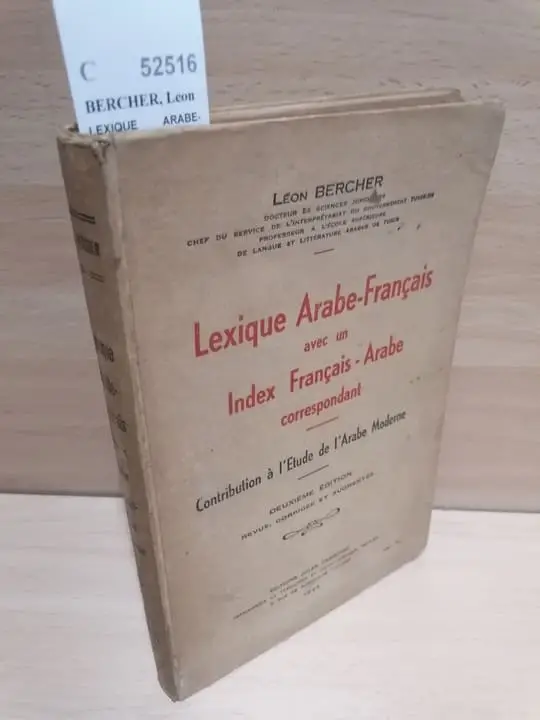 C 52516
BERCHER, Leon
LEXIQUE ARABE-
LÉON BERCHER
DOCTEUR ÈS SCIENCES JURIDIQUES
CHEF DU SERVICE DE L'INTERPRÉTARIAT DU GOUVERNEMENT TUNISIEN
PROFESSEUR A L'ÉCOLE SUPÉRIEURE
DE LANGUE ET LITTÉRATURE ARABES DE TUNIS
Lexique Arabe-Français
avec un
Index Français - Arabe
correspondant
Contribution à l'Etude de l'Arabe Moderne
DEUXIÈME ÉDITION
REVUE, CORRIGÉE ET AUGMENTÉE